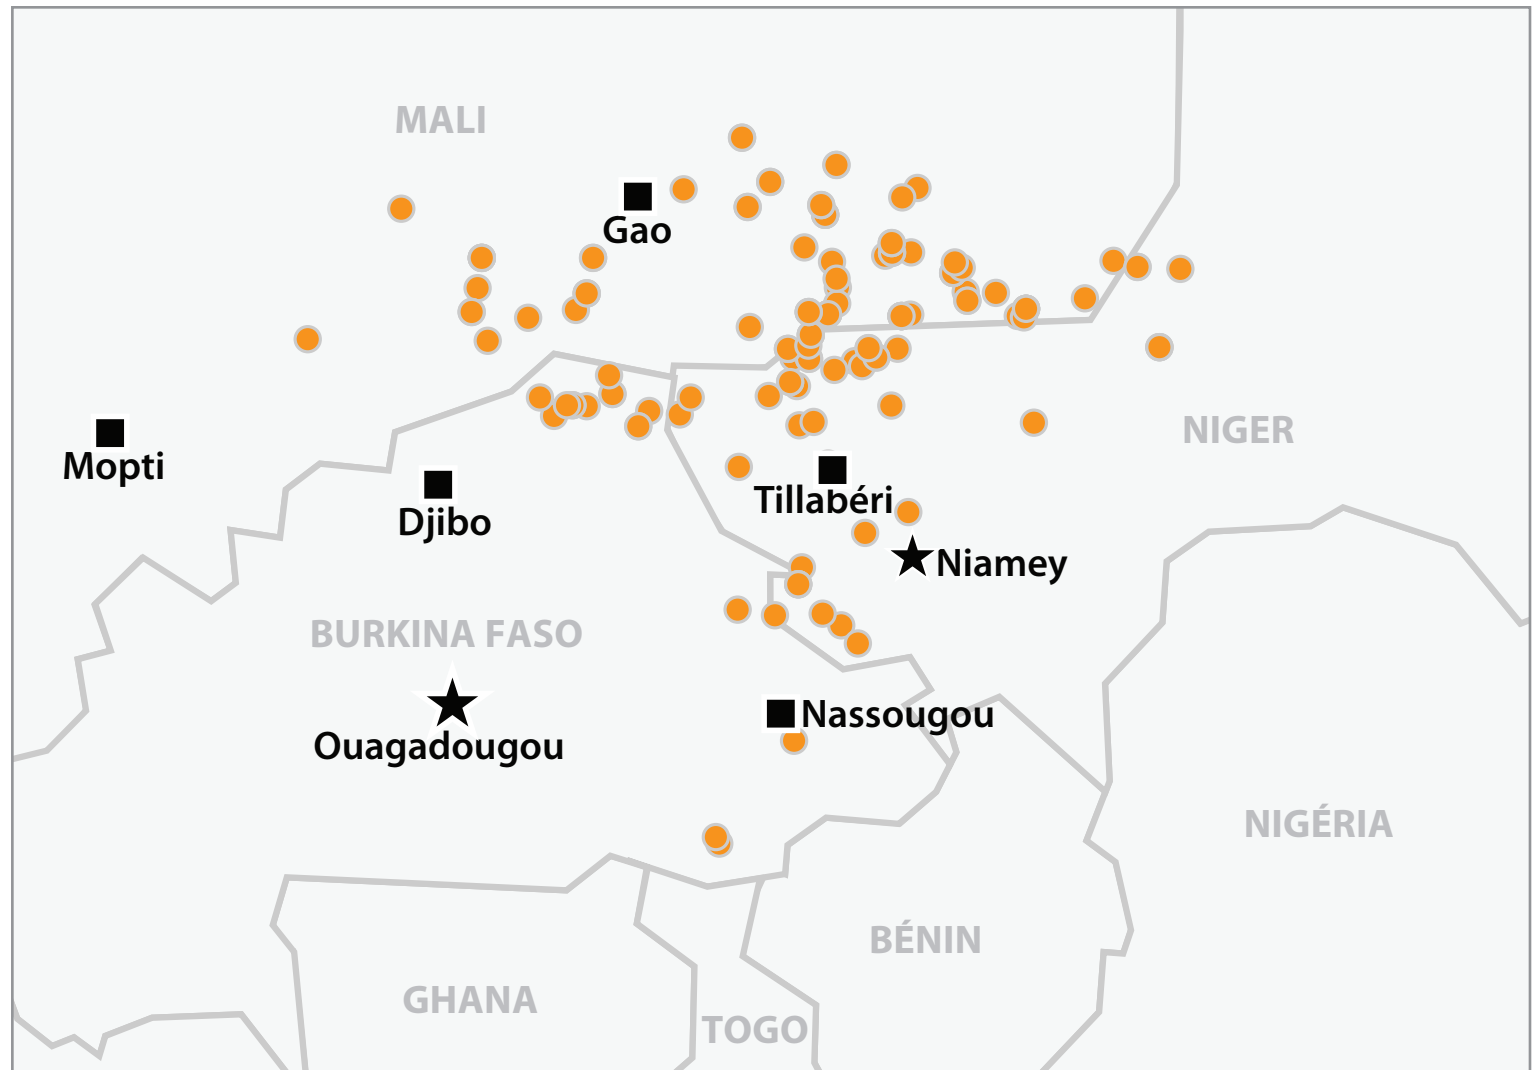 MALI
Gao
NIGER
Mopti
Tillabéri
Djibo
Niamey
BURKINA FASO
Nassougou
Ouagadougou
NIGÉRIA
BÉNIN
GHANA
TOGO